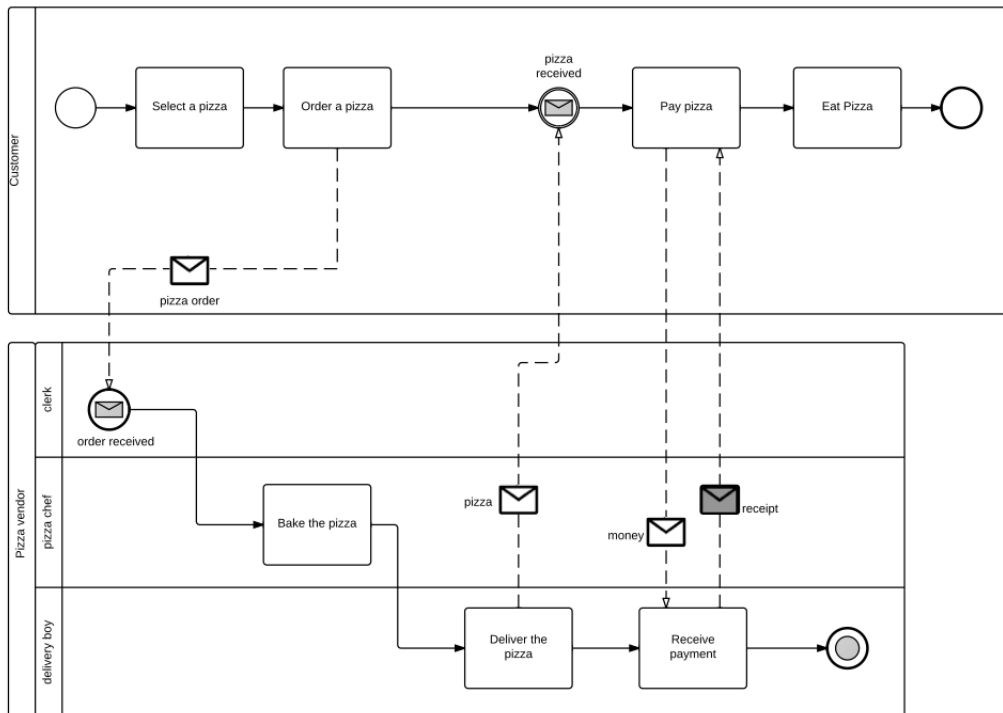 pizza
received
Select a pizza
Order a pizza
Pay pizza
Eat Pizza
Customer
pizza order
Pizza vendor
clerk
order received
pizza chef
Bake the pizza
pizza
money
receipt
delivery boy
Deliver the
pizza
Receive
payment